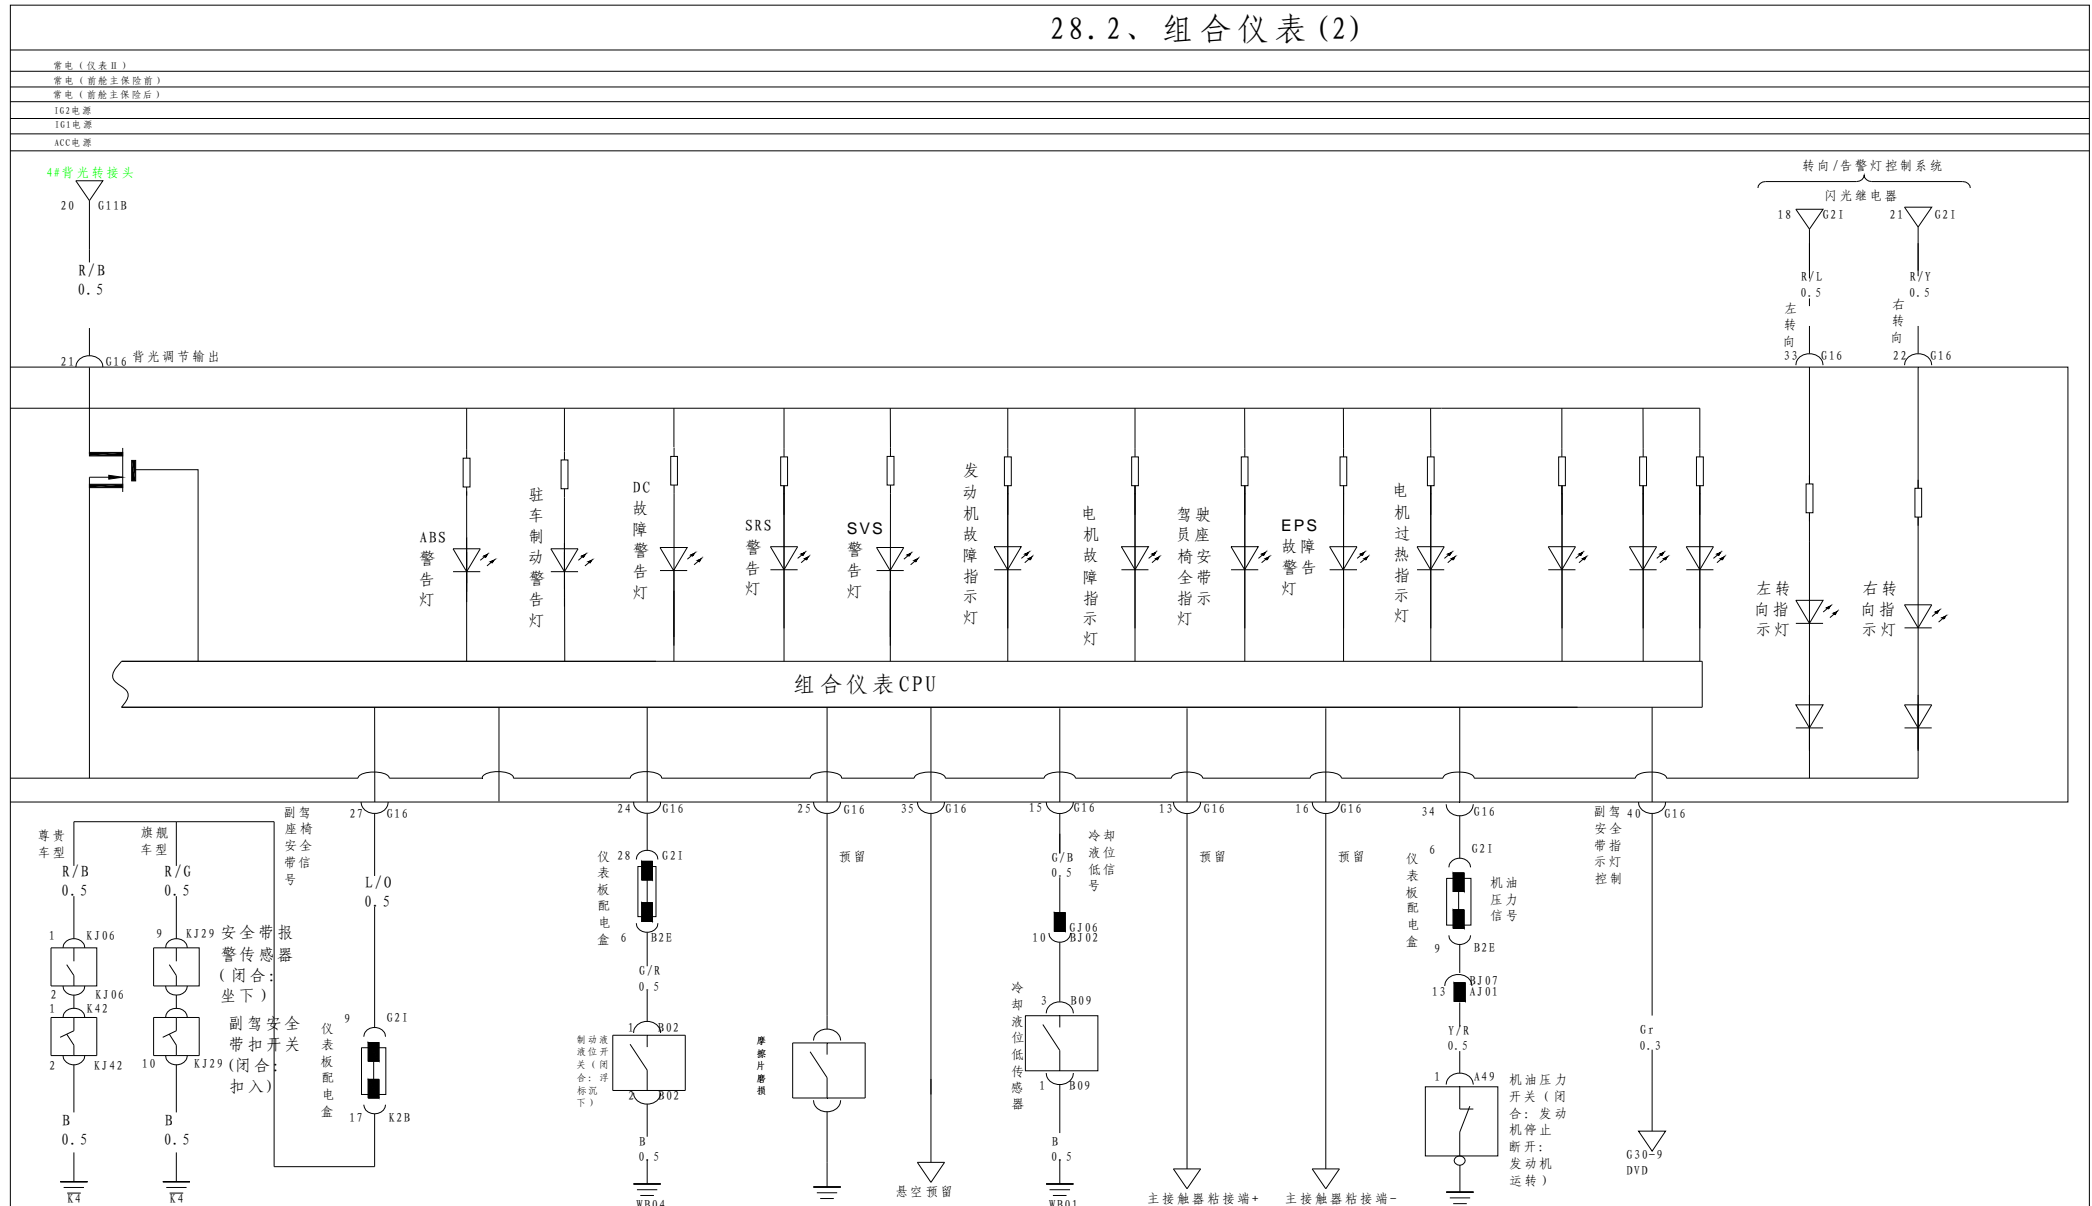 28.2、组合仪表(2)
常电(仪表Ⅱ)
常电(前舱主保险前)
常电(前舱主保险后)
IG2电源
IG1电源
ACC电源
4#背光转接头
20 G11B
R/B
0.5
21 G16 背光调节输出
转向/告警灯控制系统
闪光继电器
18 G2I
21 G2I
R/L
0.5
R/Y
0.5
左转向
右转向
33 G16
22 G16
ABS警告灯
驻车制动警告灯
DC故障警告灯
SRS警告灯
SVS警告灯
发动机故障指示灯
电机故障指示灯
驾驶员座椅安全带指示灯
EPS故障警告灯
电机过热指示灯
左转向指示灯
右转向指示灯
组合仪表CPU
副驾座椅安全带信号
27 G16
24 G16
25 G16
35 G16
15 G16
13 G16
16 G16
34 G16
副驾安全带指示灯控制
40 G16
尊贵
车型
R/B
0.5
1 KJ06
2 KJ06
1 K42
2 KJ42
B
0.5
K4
旗舰
车型
R/G
0.5
9 KJ29
10 KJ29
B
0.5
K4
安全带报
警传感器
(闭合:
坐下)
副驾安全
带扣开关
(闭合:
扣入)
L/O
0.5
仪表板配电盒
9 G2I
17 K2B
仪表板配电盒
28 G2I
6 B2E
G/R
0.5
制动液
液位开
关(闭
合:浮
标沉
下)
1 B02
2 B02
B
0.5
WB04
预留
摩擦片磨损
悬空预留
冷却液位低信号
G/B
0.5
GJ06
10 BJ02
冷却液位低传感器
3 B09
1 B09
B
0.5
WB01
预留
主接触器粘接端+
预留
主接触器粘接端-
仪表板配电盒
6 G2I
机油
压力
信号
9 B2E
BJ07
13 AJ01
Y/R
0.5
1 A49
机油压力
开关(闭
合:发动
机停止
断开:
发动机
运转)
Gr
0.3
G30-9
DVD